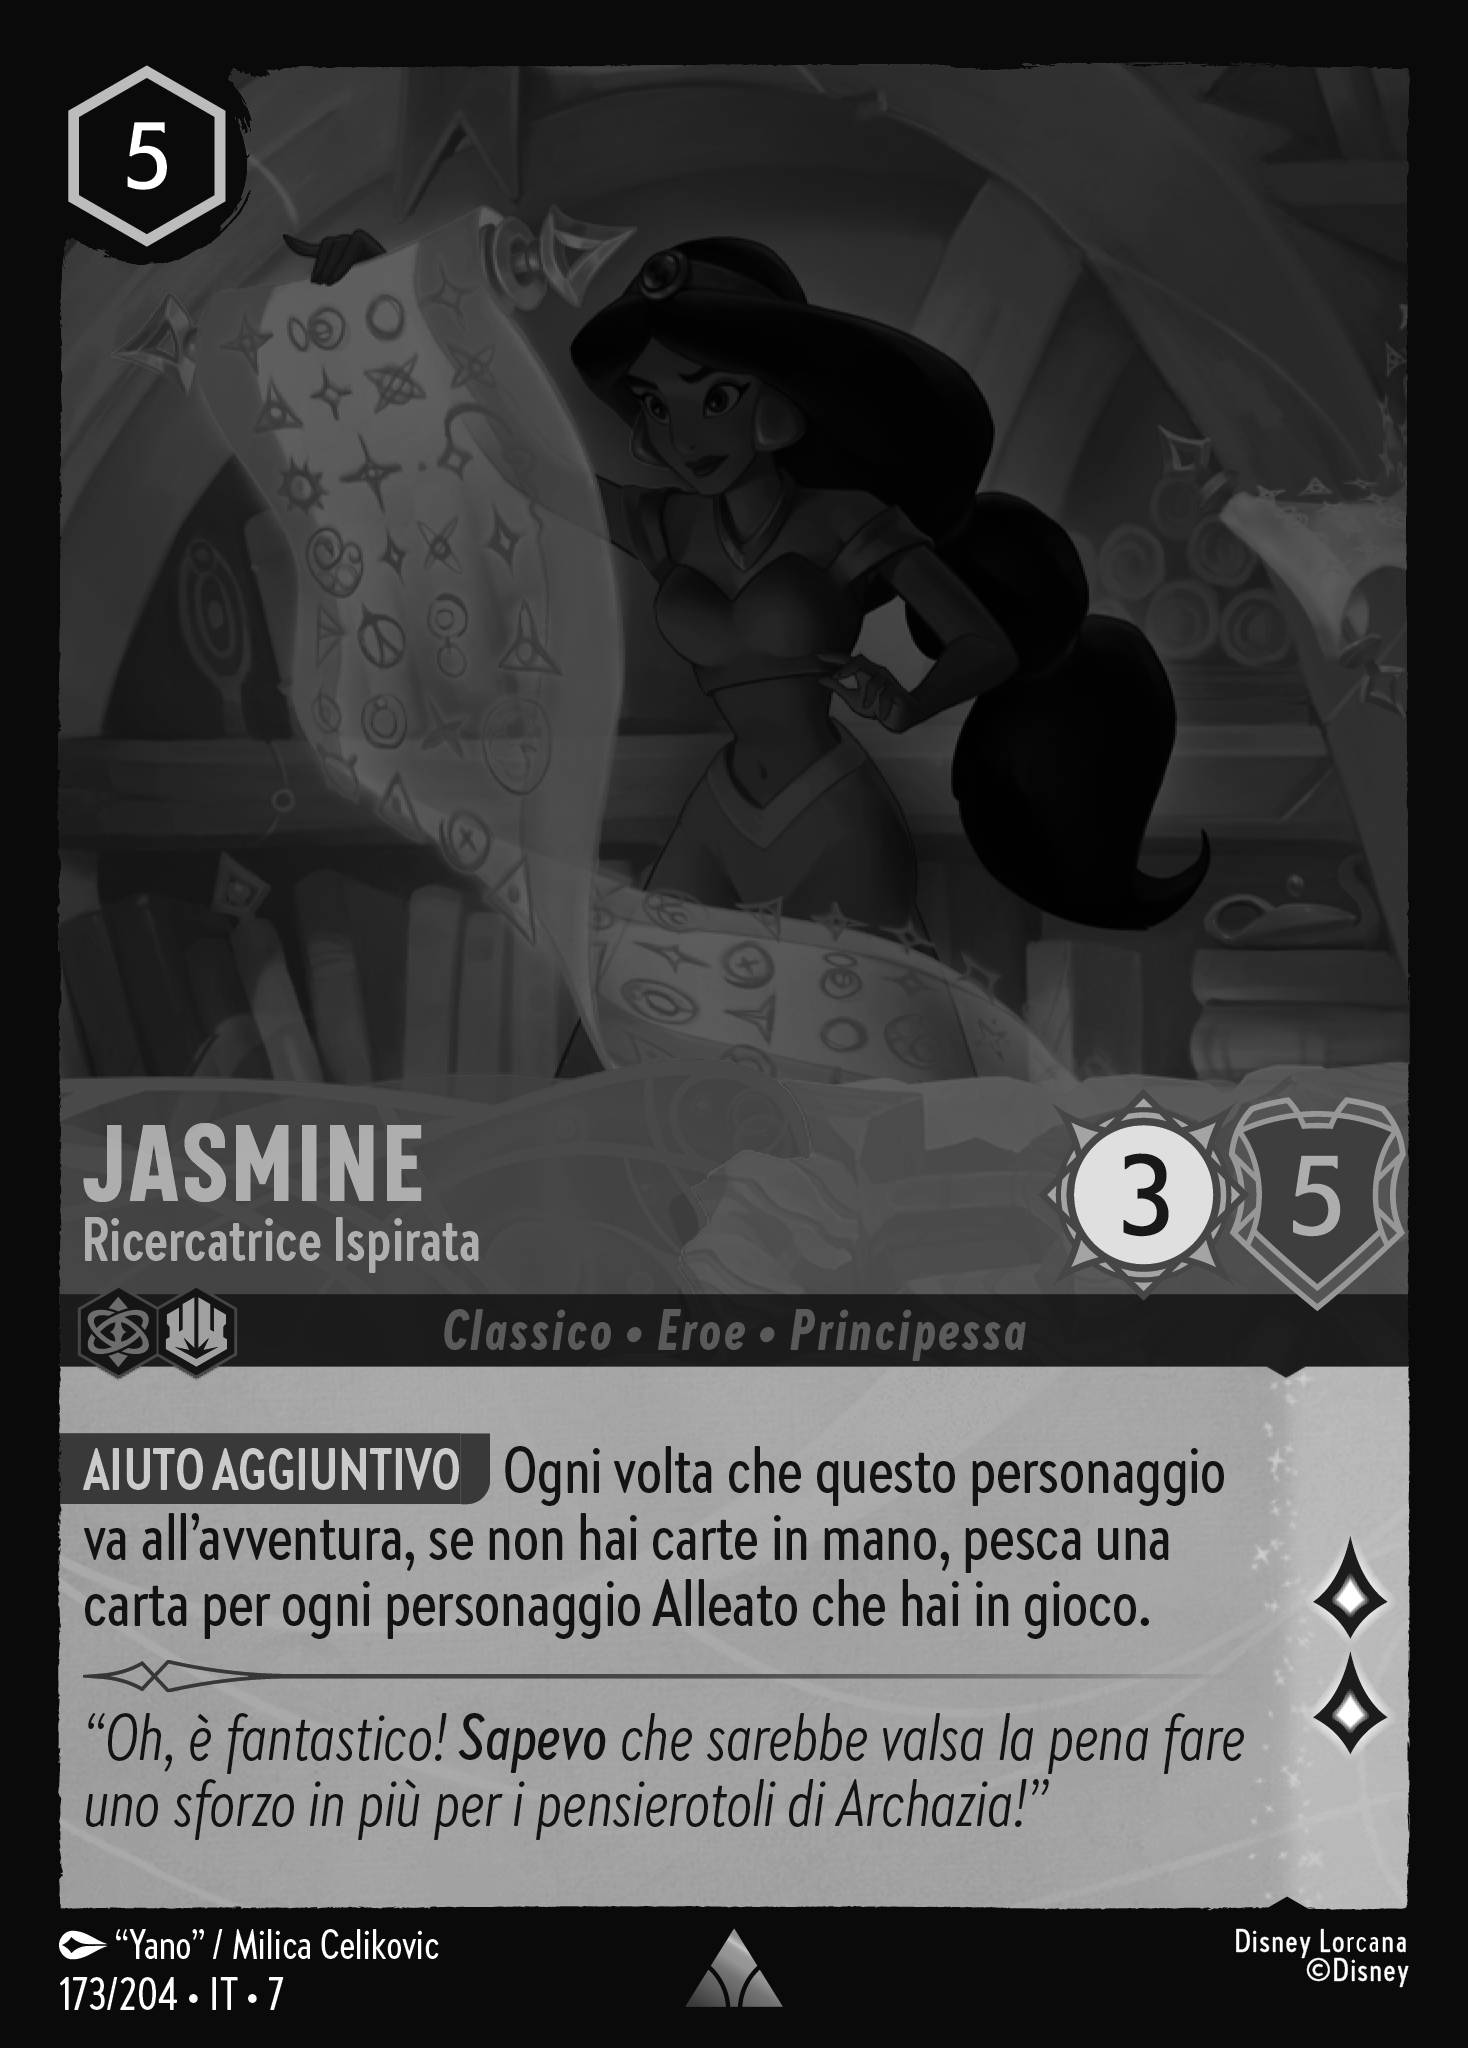 5
JASMINE
Ricercatrice Ispirata
3
5
Classico • Eroe • Principessa
AIUTO AGGIUNTIVO Ogni volta che questo personaggio
va all’avventura, se non hai carte in mano, pesca una
carta per ogni personaggio Alleato che hai in gioco.
“Oh, è fantastico! Sapevo che sarebbe valsa la pena fare
uno sforzo in più per i pensierotoli di Archazia!”
“Yano” / Milica Celikovic
173/204 • IT • 7
Disney Lorcana
©Disney